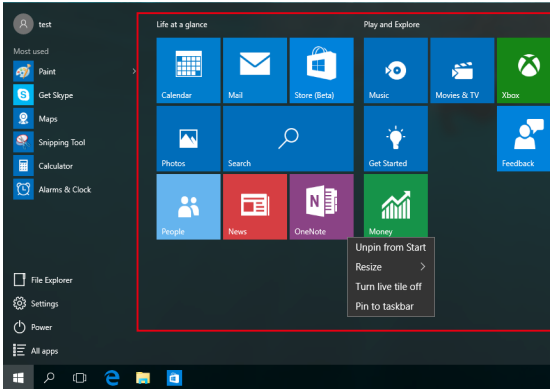 test
Most used
Paint
Get Skype
Maps
Snipping Tool
Calculator
Alarms & Clock
File Explorer
Settings
Power
All apps
Life at a glance
Calendar
Mail
Store (Beta)
Photos
Search
People
News
OneNote
Play and Explore
Music
Movies & TV
Xbox
Get Started
Feedback
Money
Unpin from Start
Resize
Turn live tile off
Pin to taskbar